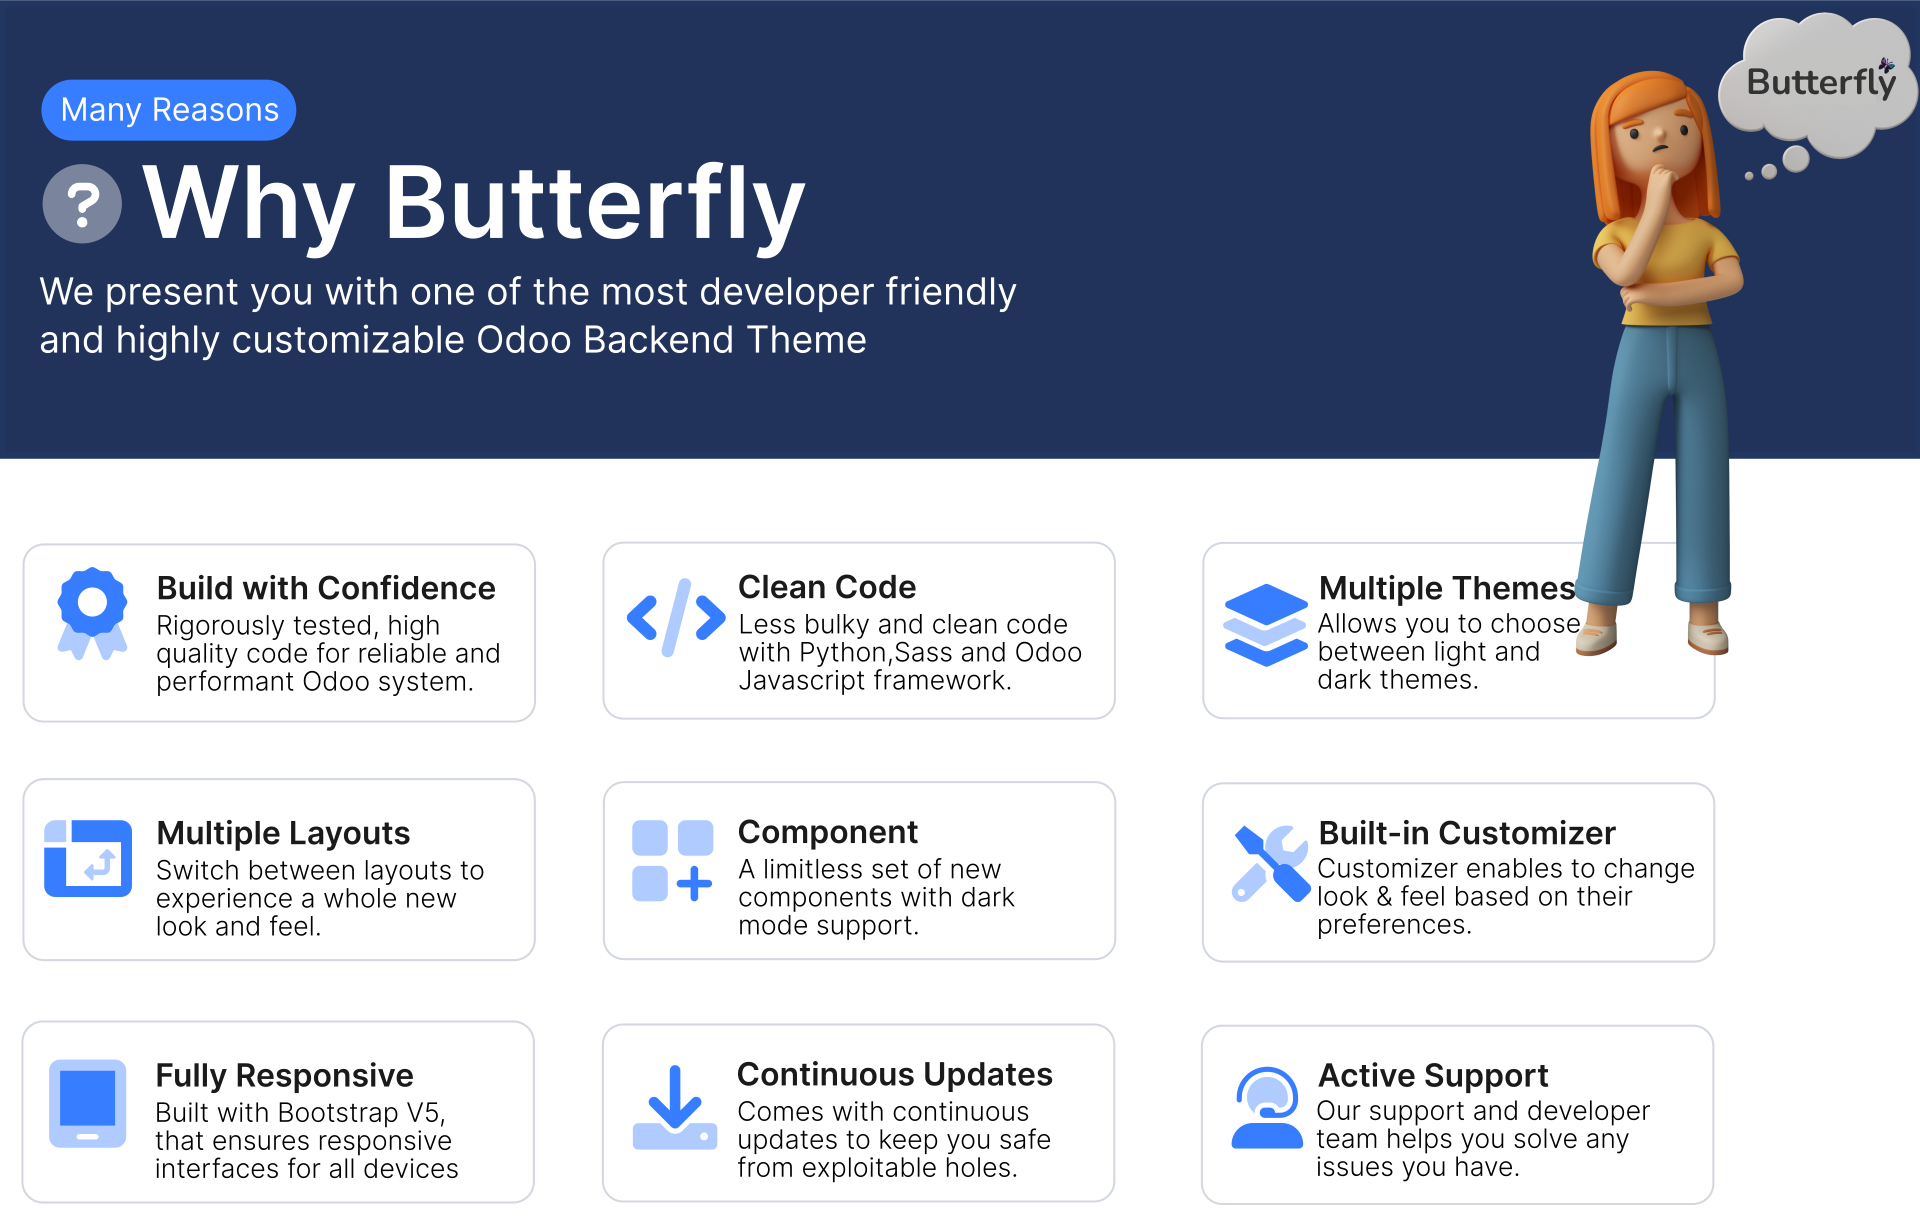 Butterfly
Many Reasons
? Why Butterfly
We present you with one of the most developer friendly
and highly customizable Odoo Backend Theme
Build with Confidence
Rigorously tested, high
quality code for reliable and
performant Odoo system.
Clean Code
Less bulky and clean code
with Python,Sass and Odoo
Javascript framework.
Multiple Themes
Allows you to choose
between light and
dark themes.
Multiple Layouts
Switch between layouts to
experience a whole new
look and feel.
Component
A limitless set of new
components with dark
mode support.
Built-in Customizer
Customizer enables to change
look & feel based on their
preferences.
Fully Responsive
Built with Bootstrap V5,
that ensures responsive
interfaces for all devices
Continuous Updates
Comes with continuous
updates to keep you safe
from exploitable holes.
Active Support
Our support and developer
team helps you solve any
issues you have.